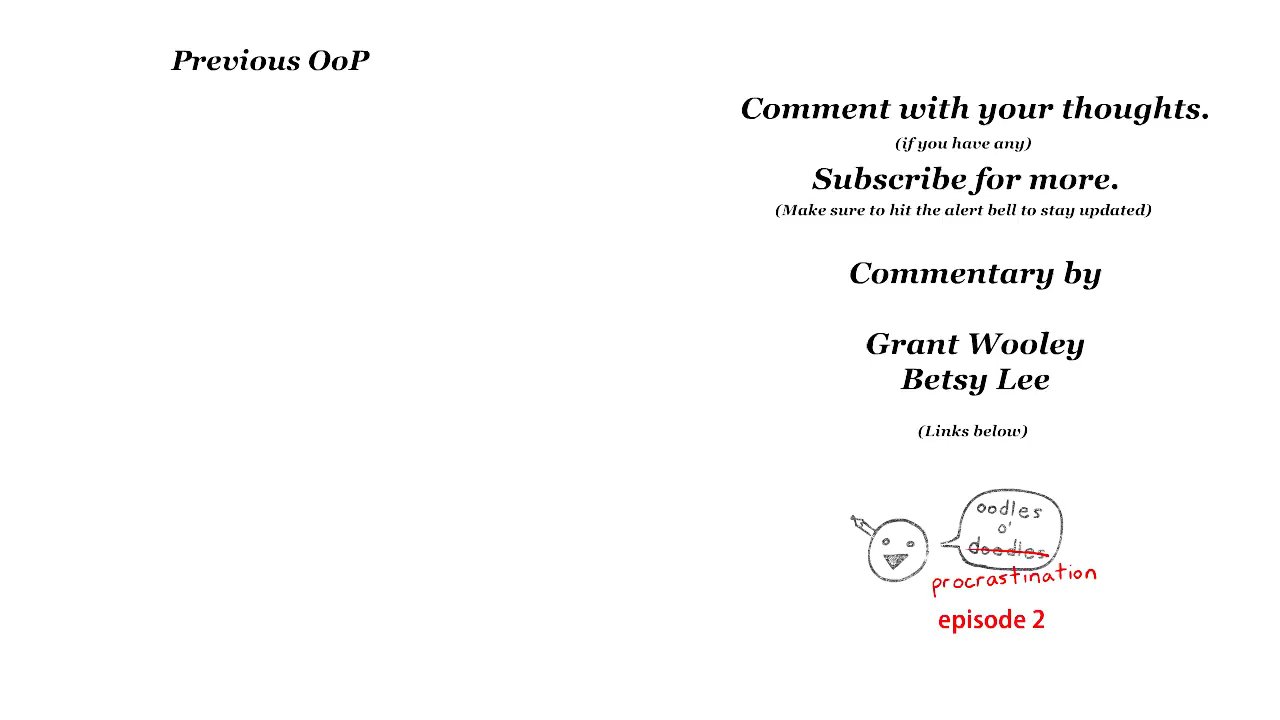 Previous OoP
Comment with your thoughts.
(if you have any)
Subscribe for more.
(Make sure to hit the alert bell to stay updated)
Commentary by
Grant Wooley
Betsy Lee
(Links below)
oodles
o'
doodles
procrastination
episode 2